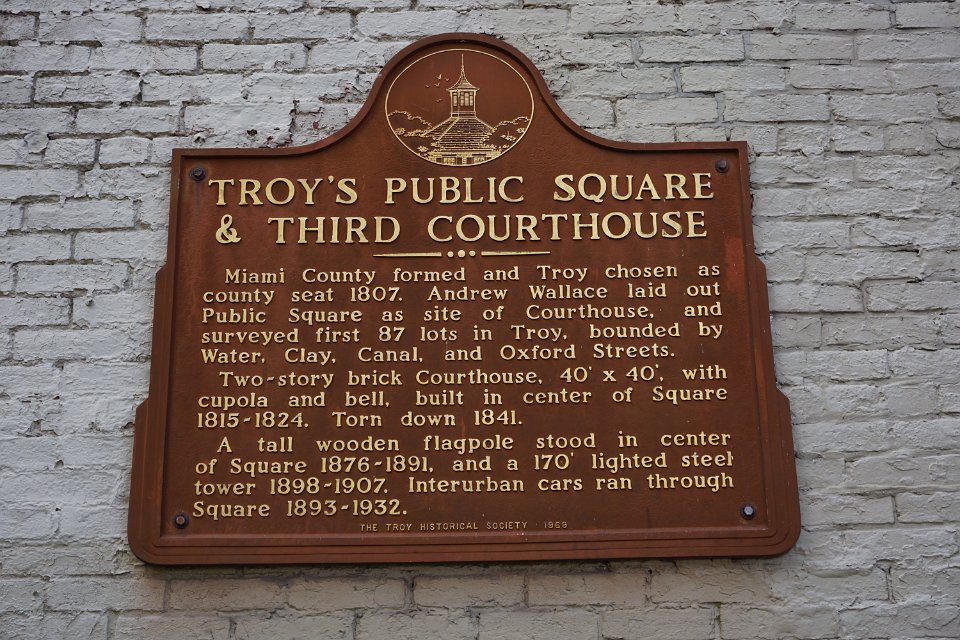 TROY'S PUBLIC SQUARE
& THIRD COURTHOUSE
Miami County formed and Troy chosen as
county seat 1807. Andrew Wallace laid out
Public Square as site of Courthouse, and
surveyed first 87 lots in Troy, bounded by
Water, Clay, Canal, and Oxford Streets.
Two-story brick Courthouse, 40' x 40', with
cupola and bell, built in center of Square
1815-1824. Torn down 1841.
A tall wooden flagpole stood in center
of Square 1876-1891, and a 170' lighted steel
tower 1898-1907. Interurban cars ran through
Square 1893-1932.
THE TROY HISTORICAL SOCIETY - 1969